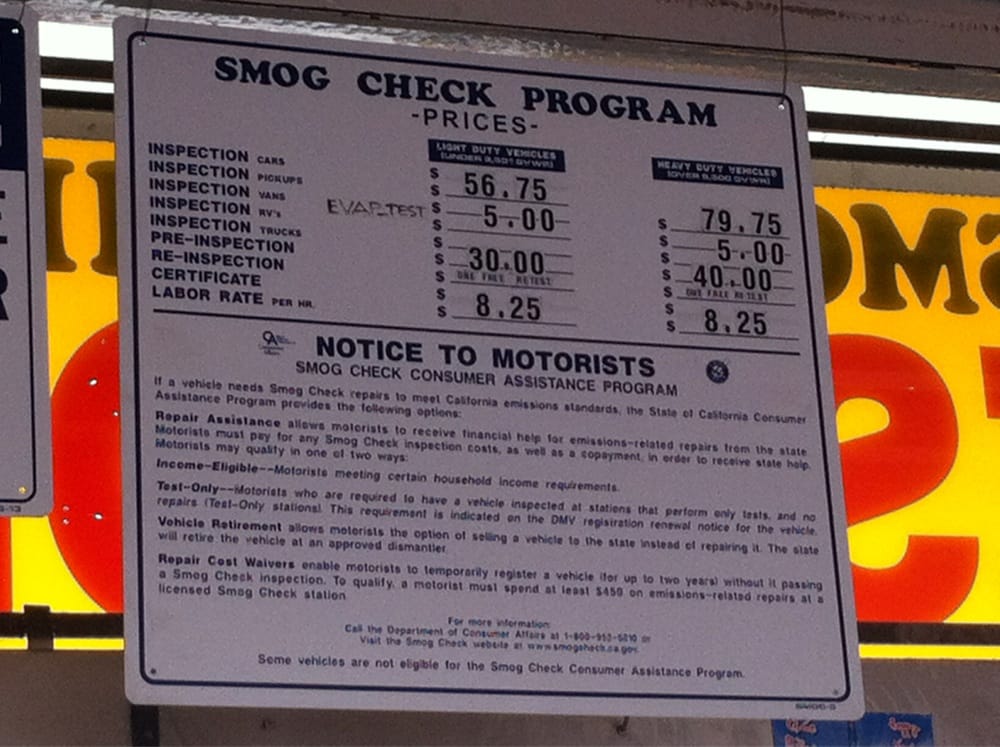 SMOG CHECK PROGRAM
-PRICES-
LIGHT DUTY VEHICLES
HEAVY DUTY VEHICLES
INSPECTION CARS
INSPECTION PICKUPS $ 56.75
INSPECTION VANS $
INSPECTION RV's EVAP TEST $ 5.00 $ 79.75
INSPECTION TRUCKS $ $ 5.00
PRE-INSPECTION $ 30.00 $ 40.00
RE-INSPECTION $ ONE FREE RETEST $ ONE FREE RETEST
CERTIFICATE $ 8.25 $ 8.25
LABOR RATE PER HR. $ $
NOTICE TO MOTORISTS
SMOG CHECK CONSUMER ASSISTANCE PROGRAM
If a vehicle needs Smog Check repairs to meet California emissions standards, the State of California Consumer
Assistance Program provides the following options:
Repair Assistance allows motorists to receive financial help for emissions-related repairs from the state
Motorists must pay for any Smog Check inspection costs, as well as a copayment, in order to receive state help.
Motorists may qualify in one of two ways:
Income-Eligible--Motorists meeting certain household income requirements.
Test-Only--Motorists who are required to have a vehicle inspected at stations that perform only tests, and no
repairs (Test-Only stations). This requirement is indicated on the DMV registration renewal notice for the vehicle.
Vehicle Retirement allows motorists the option of selling a vehicle to the state instead of repairing it. The state
will retire the vehicle at an approved dismantler.
Repair Cost Waivers enable motorists to temporarily register a vehicle (for up to two years) without it passing
a Smog Check inspection. To qualify, a motorist must spend at least $450 on emissions-related repairs at a
licensed Smog Check station.
For more information:
Call the Department of Consumer Affairs at 1-800-952-5210 or
Visit the Smog Check website at www.smogcheck.ca.gov.
Some vehicles are not eligible for the Smog Check Consumer Assistance Program.